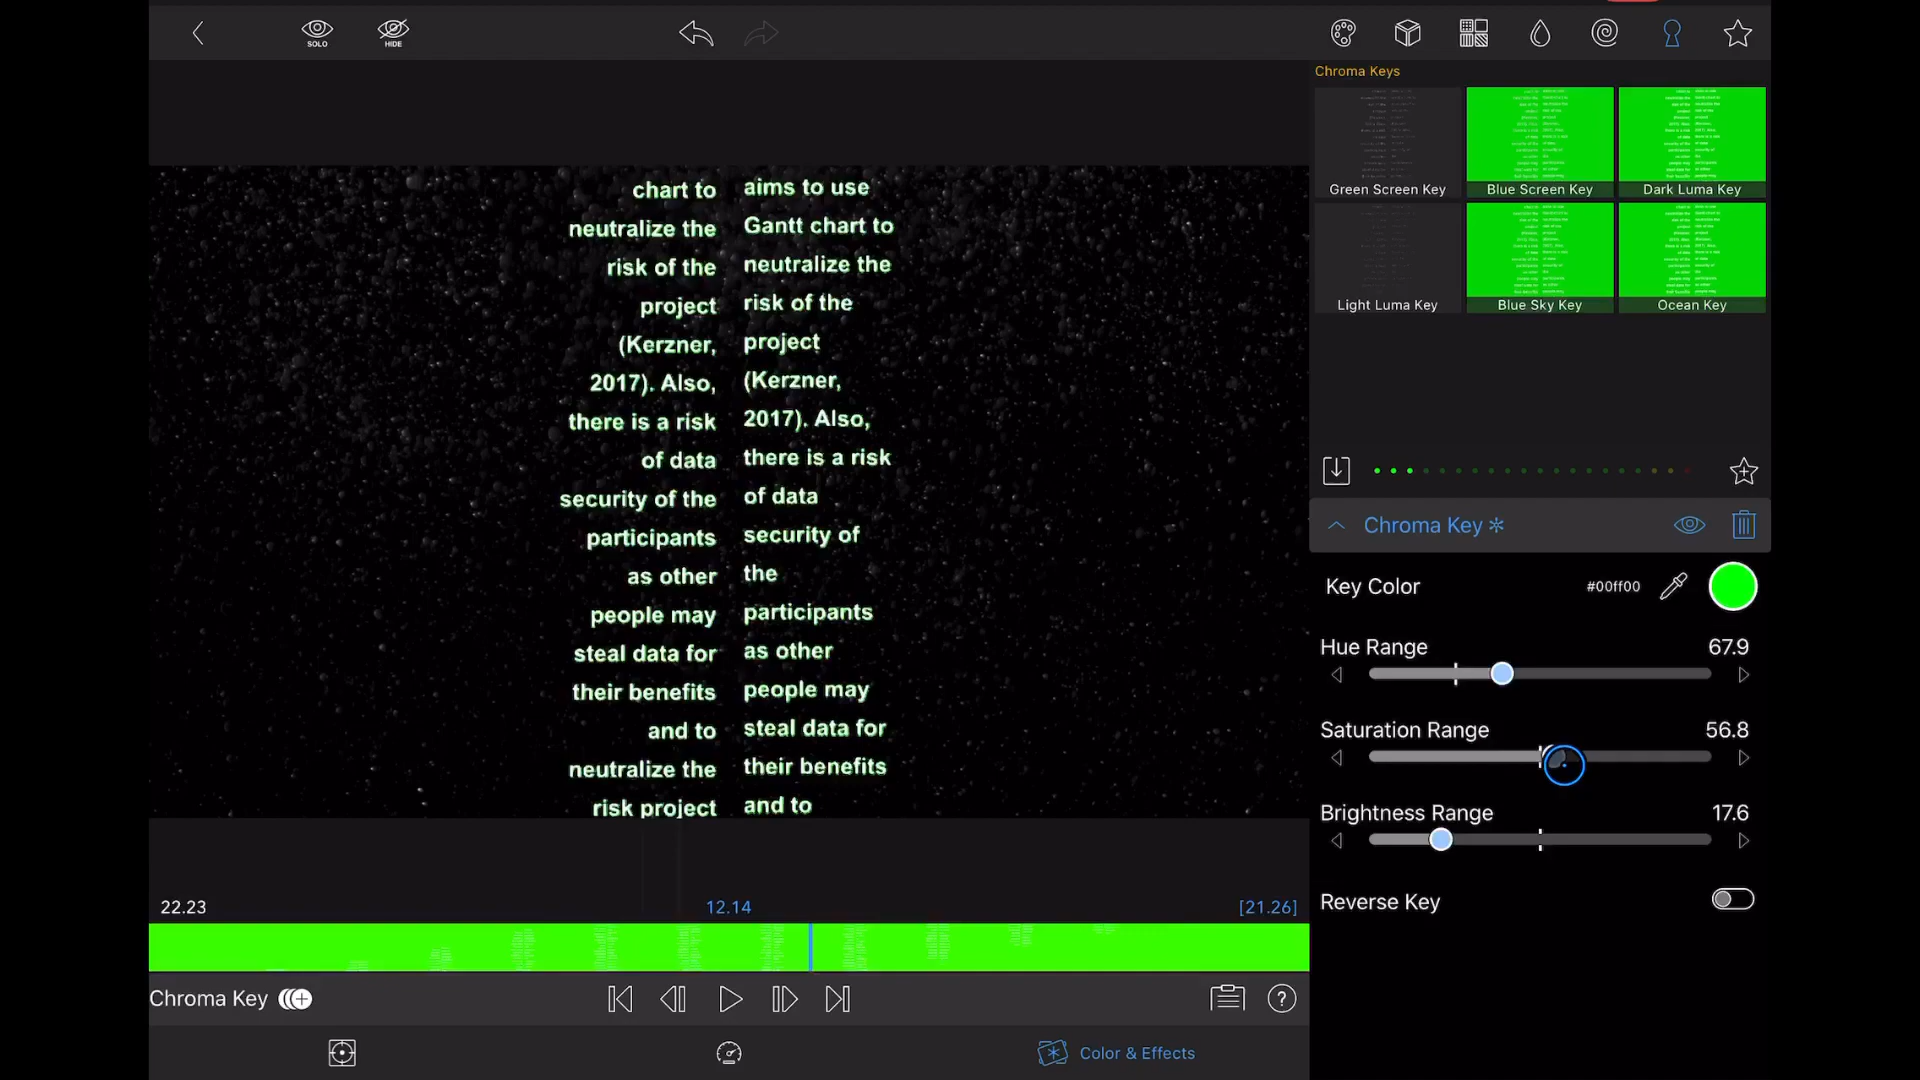 SOLO
HIDE
Chroma Keys
Green Screen Key
Blue Screen Key
Dark Luma Key
Light Luma Key
Blue Sky Key
Ocean Key
chart to
neutralize the
risk of the
project
(Kerzner,
2017). Also,
there is a risk
of data
security of the
participants
as other
people may
steal data for
their benefits
and to
neutralize the
risk project
aims to use
Gantt chart to
neutralize the
risk of the
project
(Kerzner,
2017). Also,
there is a risk
of data
security of
the
participants
as other
people may
steal data for
their benefits
and to
Chroma Key
Key Color #00ff00
Hue Range 67.9
Saturation Range 56.8
Brightness Range 17.6
Reverse Key
22.23 12.14 [21.26]
Chroma Key
?
Color & Effects